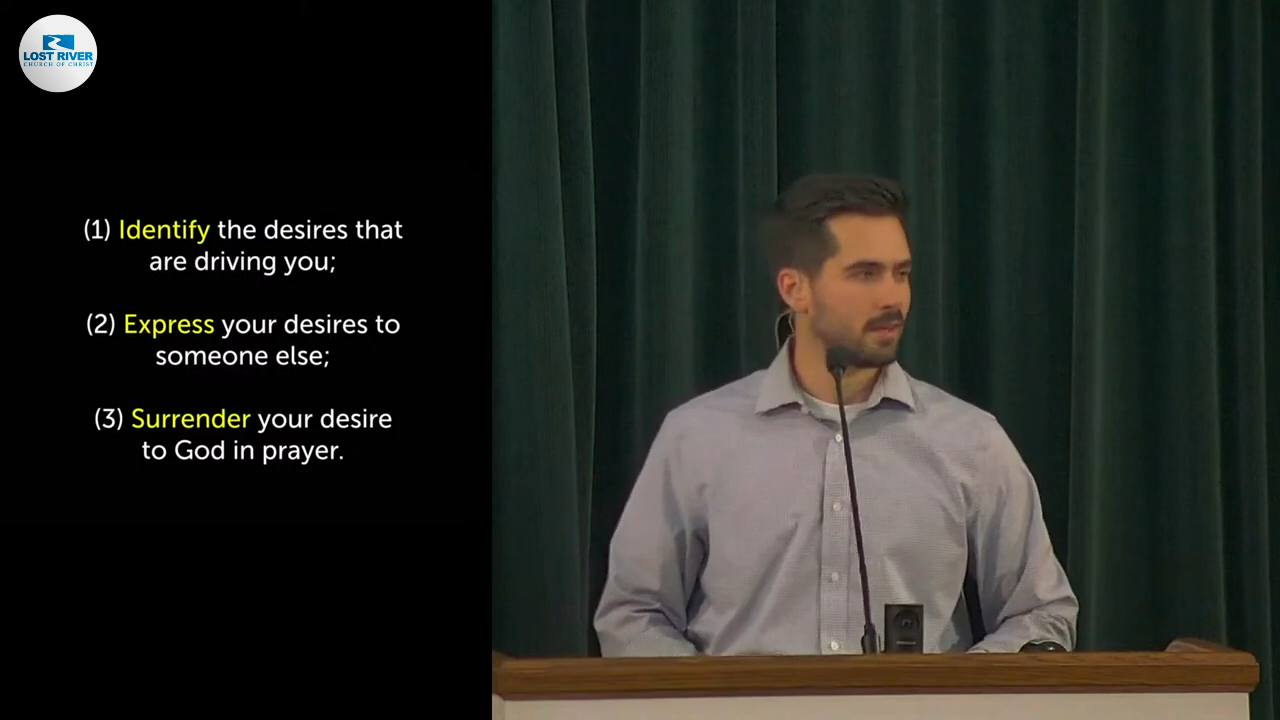 LOST RIVER
CHURCH OF CHRIST
(1) Identify the desires that
are driving you;
(2) Express your desires to
someone else;
(3) Surrender your desire
to God in prayer.